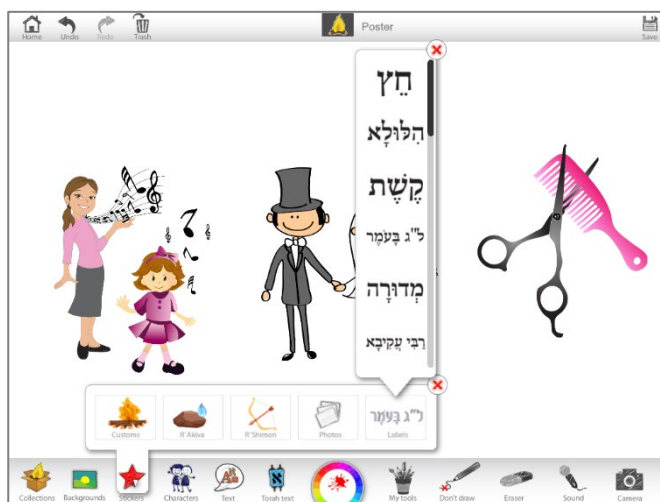 Home Undo Redo Trash Poster Save
חֵץ
הִלּוּלָא
קֶשֶׁת
ל"ג בָּעֹמֶר
מְדוּרָה
רַבִּי עֲקִיבָא
Customs R'Akiva R'Shimon Photos ל"ג בָּעֹמֶר Labels
Collections Backgrounds Stickers Characters Text Torah text My tools Don't draw Eraser Sound Camera